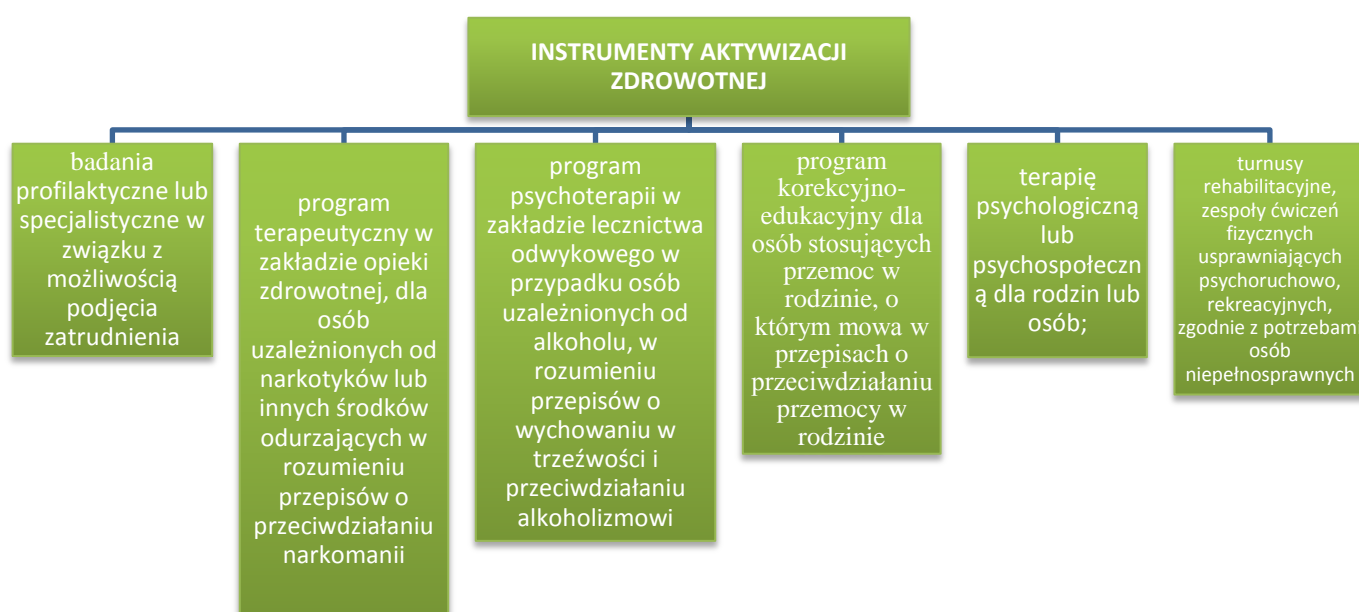 INSTRUMENTY AKTYWIZACJI
ZDROWOTNEJ
badania
profilaktyczne lub
specjalistyczne w
związku z
możliwością
podjęcia
zatrudnienia
program
terapeutyczny w
zakładzie opieki
zdrowotnej, dla
osób
uzależnionych od
narkotyków lub
innych środków
odurzających w
rozumieniu
przepisów o
przeciwdziałaniu
narkomanii
program
psychoterapii w
zakładzie lecznictwa
odwykowego w
przypadku osób
uzależnionych od
alkoholu, w
rozumieniu
przepisów o
wychowaniu w
trzeźwości i
przeciwdziałaniu
alkoholizmowi
program
korekcyjno-
edukacyjny dla
osób stosujących
przemoc w
rodzinie, o
którym mowa w
przepisach o
przeciwdziałaniu
przemocy w
rodzinie
terapię
psychologiczną
lub
psychospołeczn
ą dla rodzin lub
osób;
turnusy
rehabilitacyjne,
zespoły ćwiczeń
fizycznych
usprawniających
psychoruchowo,
rekreacyjnych,
zgodnie z potrzebam
osób
niepełnosprawnych